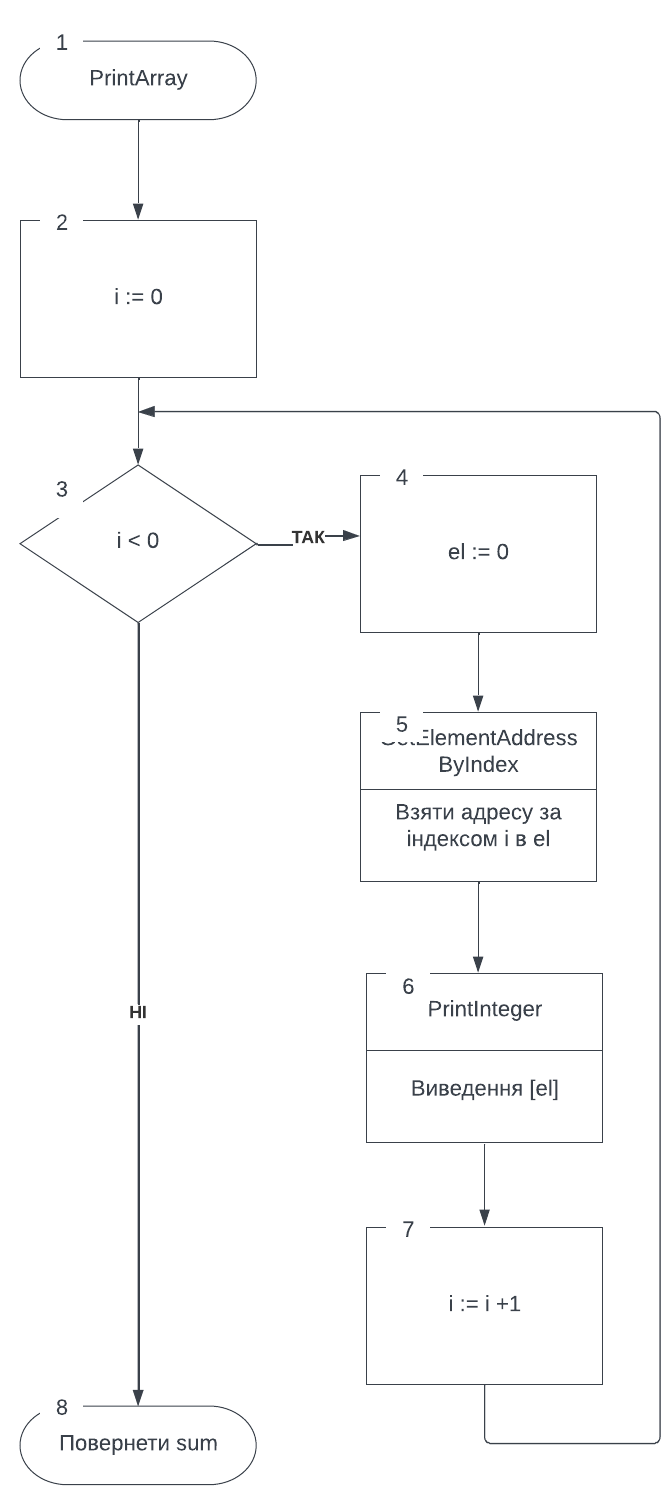 1
PrintArray
2
i := 0
3
i < 0
ТАК
4
el := 0
5
ByIndex
Взяти адресу за
індексом i в el
6
PrintInteger
Виведення [el]
7
i := i +1
НІ
8
Повернети sum